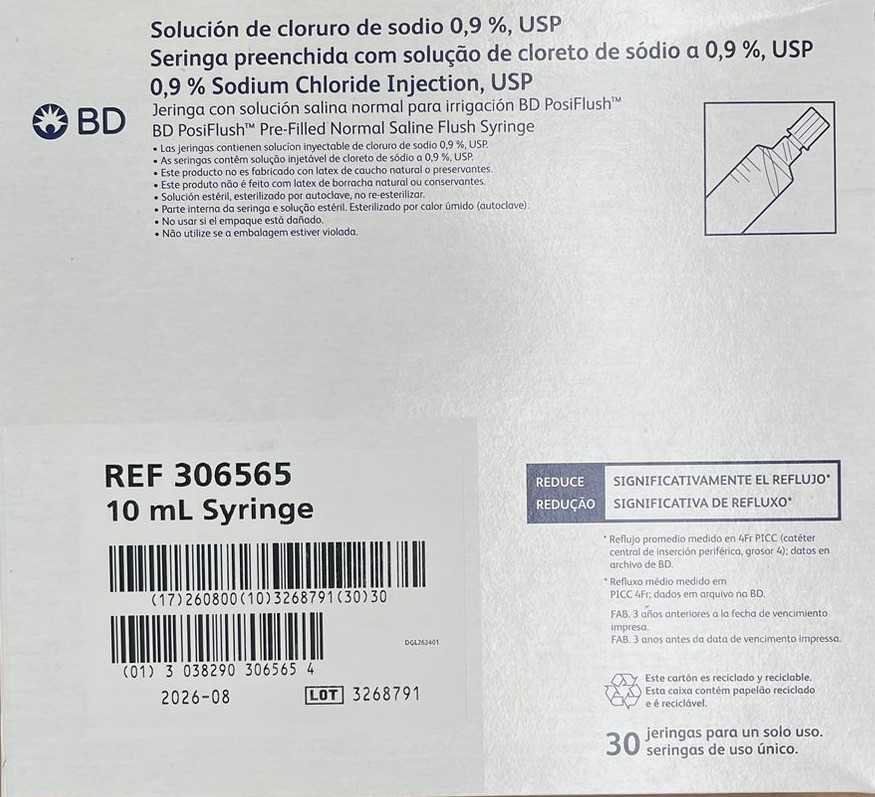 Solución de cloruro de sodio 0,9 %, USP
Seringa preenchida com solução de cloreto de sódio a 0,9 %, USP
0,9 % Sodium Chloride Injection, USP
BD
Jeringa con solución salina normal para irrigación BD PosiFlush™
BD PosiFlush™ Pre-Filled Normal Saline Flush Syringe
• Las jeringas contienen solucion inyectable de cloruro de sodio 0,9 %, USP.
• As seringas contêm solução injetável de cloreto de sódio a 0,9 %, USP.
• Este producto no es fabricado con latex de caucho natural o preservantes.
• Este produto não é feito com latex de borracha natural ou conservantes.
• Solución estéril, esterilizado por autoclave, no re-esterilizar.
• Parte interna da seringa e solução estéril. Esterilizado por calor úmido (autoclave).
• No usar si el empaque está dañado.
• Não utilize se a embalagem estiver violada.
REF 306565
10 mL Syringe
(17)260800(10)3268791(30)30
(01) 3 038290 306565 4
DGL263401
2026-08
LOT 3268791
REDUCE SIGNIFICATIVAMENTE EL REFLUJO*
REDUÇÃO SIGNIFICATIVA DE REFLUXO*
* Reflujo promedio medido en 4Fr PICC (catéter
central de inserción periférica, grosor 4); datos en
archivo de BD.
* Refluxo médio medido em
PICC 4Fr; dados em arquivo na BD.
FAB. 3 años anteriores a la fecha de vencimiento
impresa.
FAB. 3 anos antes da data de vencimento impressa.
Este cartón es reciclado y reciclable.
Esta caixa contém papelão reciclado
e é reciclável.
30 jeringas para un solo uso.
seringas de uso único.